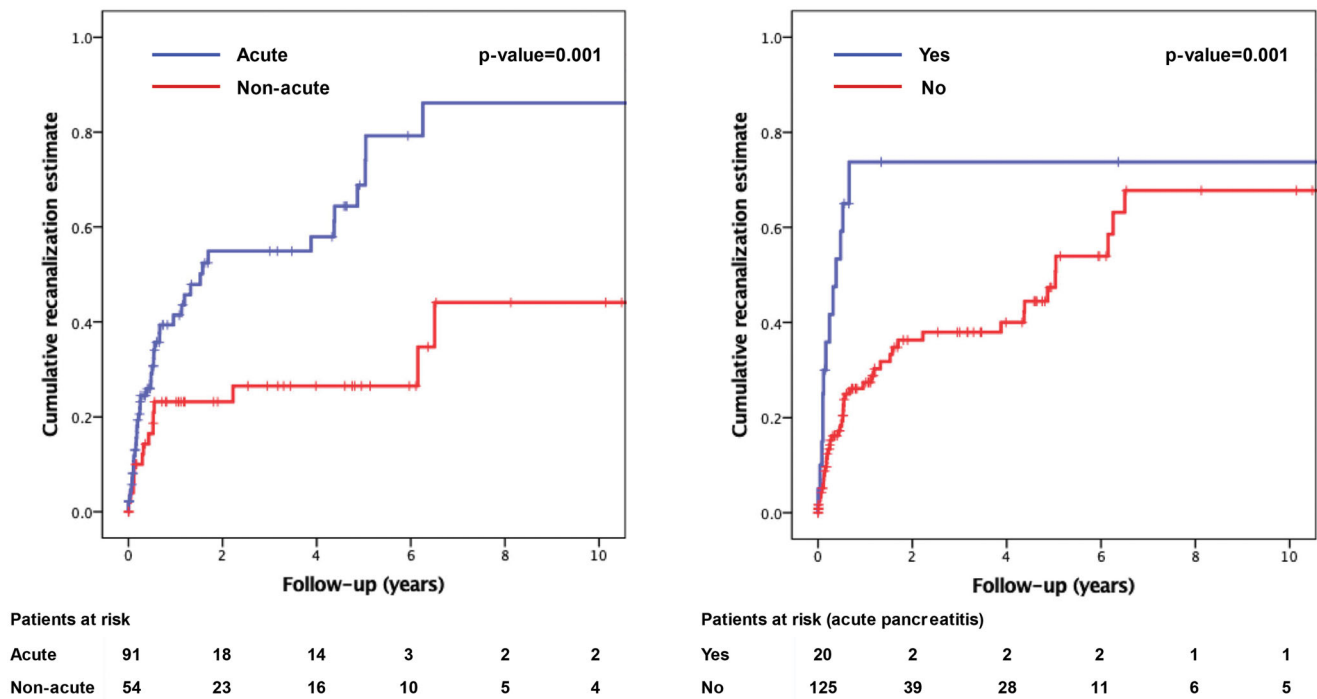 1.0
0.8
0.6
0.4
0.2
0.0
Cumulative recanalization estimate
Acute
Non-acute
p-value=0.001
0 2 4 6 8 10
Follow-up (years)
Patients at risk
Acute 91 18 14 3 2 2
Non-acute 54 23 16 10 5 4
1.0
0.8
0.6
0.4
0.2
0.0
Cumulative recanalization estimate
Yes
No
p-value=0.001
0 2 4 6 8 10
Follow-up (years)
Patients at risk (acute pancreatitis)
Yes 20 2 2 2 1 1
No 125 39 28 11 6 5